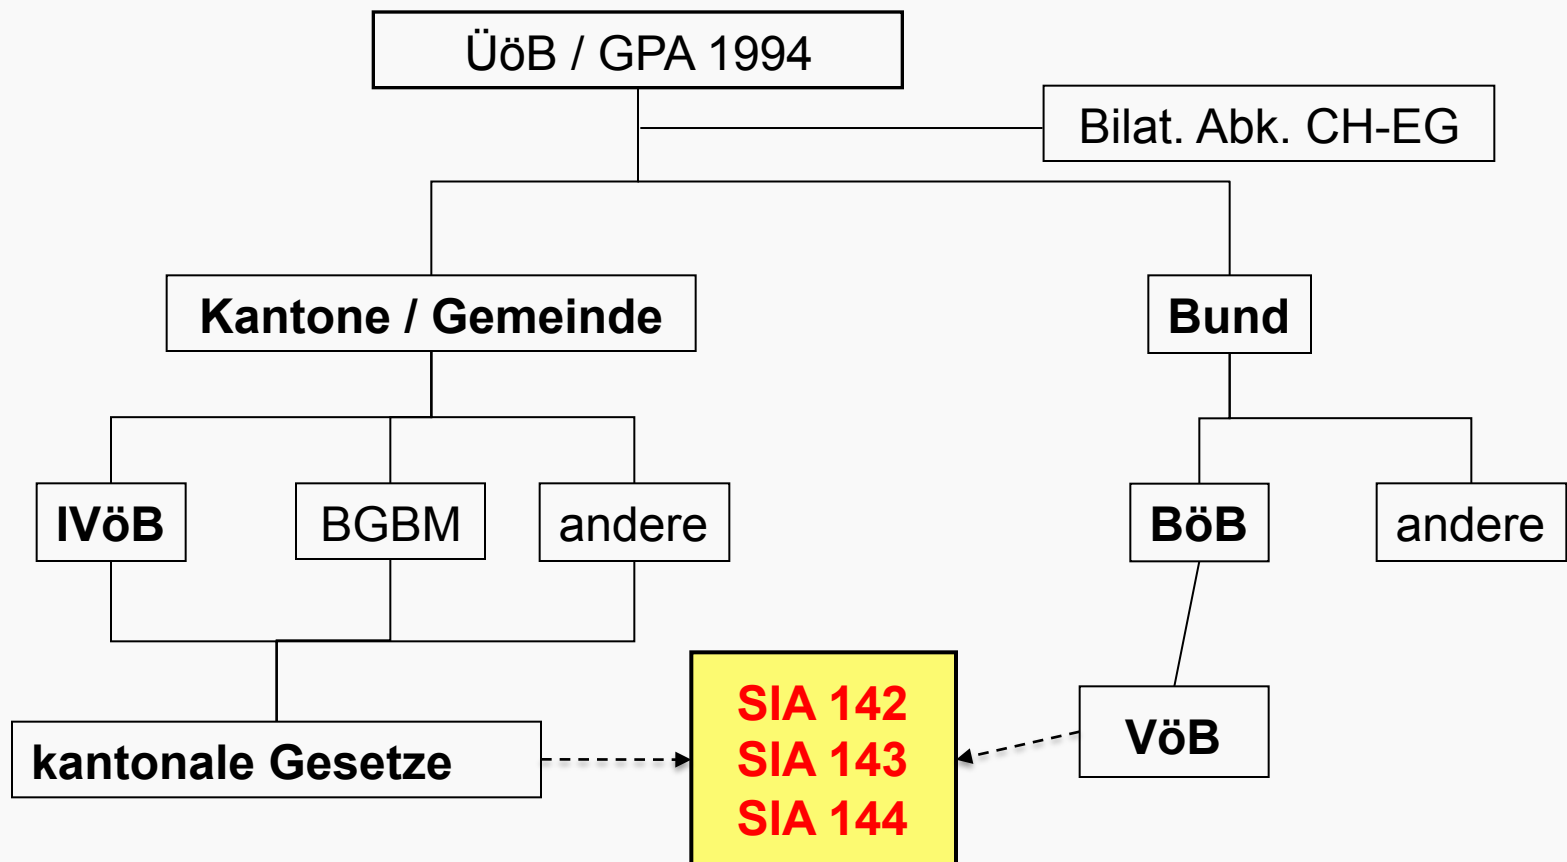 ÜöB / GPA 1994
Bilat. Abk. CH-EG
Kantone / Gemeinde
Bund
IVöB
BGBM
andere
BöB
andere
kantonale Gesetze
SIA 142
SIA 143
SIA 144
VöB